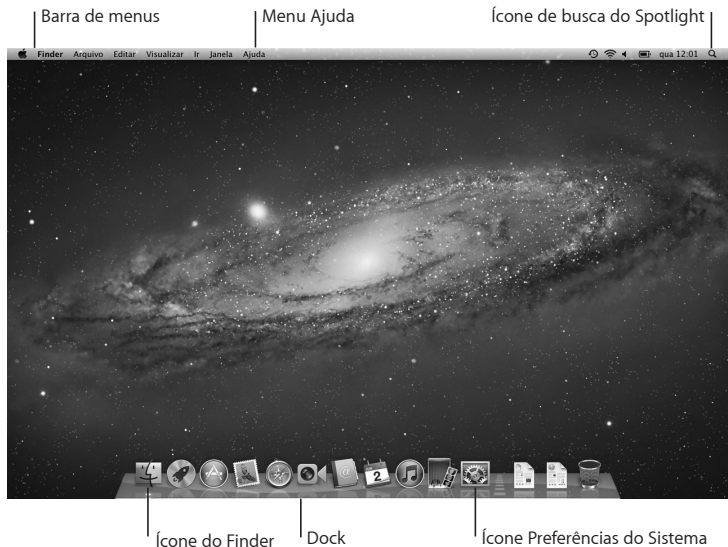 Barra de menus
Menu Ajuda
Ícone de busca do Spotlight
Finder Arquivo Editar Visualizar Ir Janela Ajuda
qua 12:01
2
Ícone do Finder
Dock
Ícone Preferências do Sistema